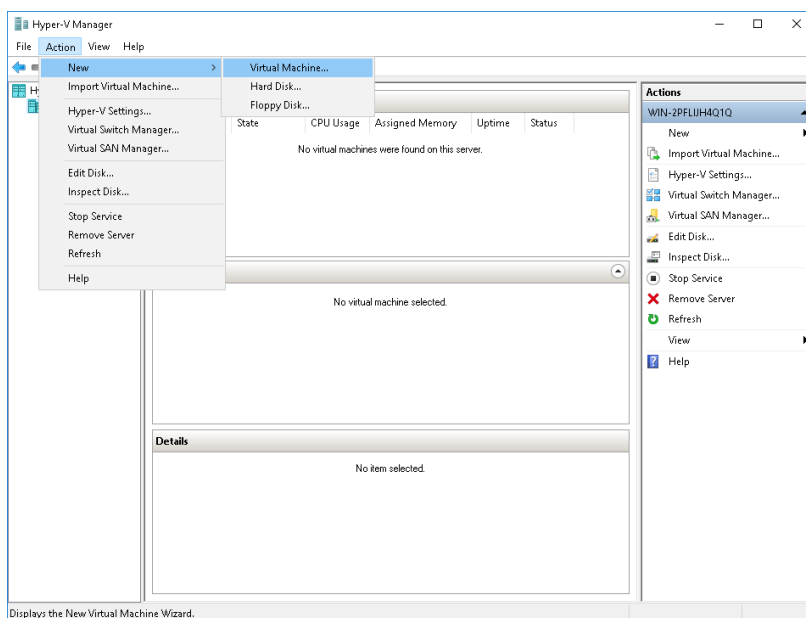 Hyper-V Manager
File Action View Help
New
Import Virtual Machine...
Hyper-V Settings...
Virtual Switch Manager...
Virtual SAN Manager...
Edit Disk...
Inspect Disk...
Stop Service
Remove Server
Refresh
Help
Virtual Machine...
Hard Disk...
Floppy Disk...
State CPU Usage Assigned Memory Uptime Status
No virtual machines were found on this server.
No virtual machine selected.
Details
No item selected.
Actions
WIN-2PFLIJH4Q1Q
New
Import Virtual Machine...
Hyper-V Settings...
Virtual Switch Manager...
Virtual SAN Manager...
Edit Disk...
Inspect Disk...
Stop Service
Remove Server
Refresh
View
Help
Displays the New Virtual Machine Wizard.